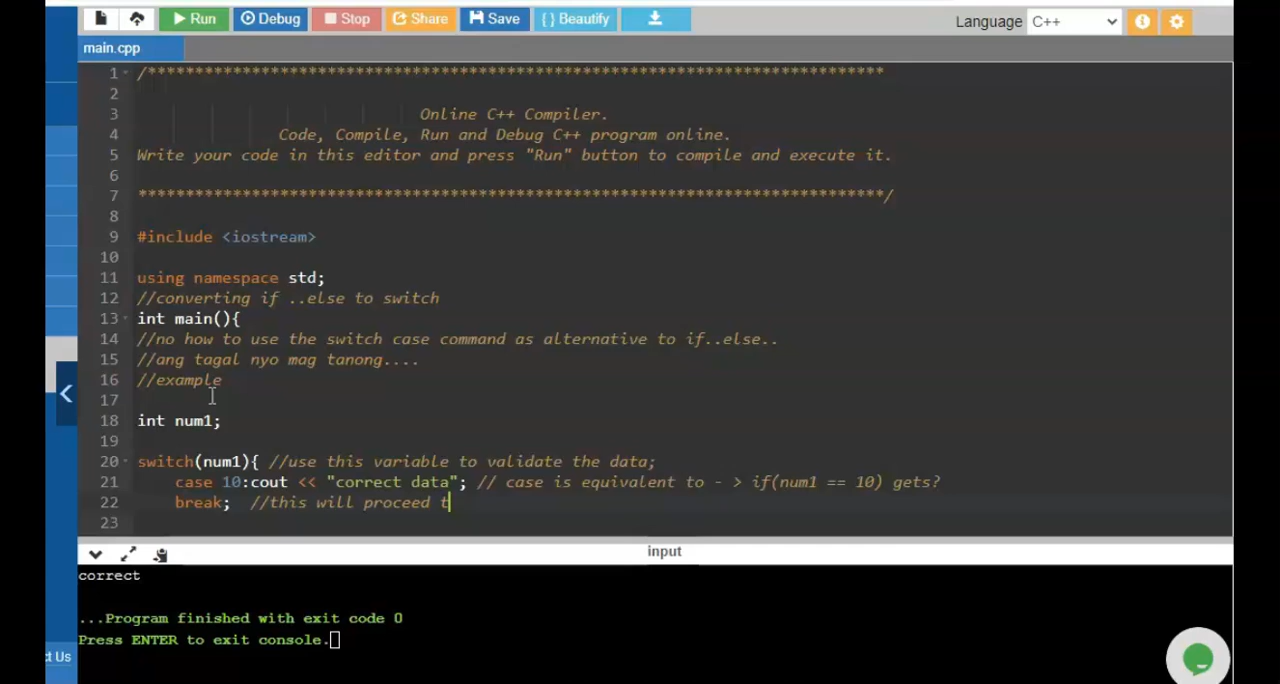 Run Debug Stop Share Save { } Beautify Language C++
main.cpp
1 /*******************************************************************************
2
3 Online C++ Compiler.
4 Code, Compile, Run and Debug C++ program online.
5 Write your code in this editor and press "Run" button to compile and execute it.
6
7 *******************************************************************************/
8
9 #include <iostream>
10
11 using namespace std;
12 //converting if ..else to switch
13 int main(){
14 //no how to use the switch case command as alternative to if..else..
15 //ang tagal nyo mag tanong....
16 //example
17
18 int num1;
19
20 switch(num1){ //use this variable to validate the data;
21 case 10:cout << "correct data"; // case is equivalent to - > if(num1 == 10) gets?
22 break; //this will proceed t
23
input
correct
...Program finished with exit code 0
Press ENTER to exit console.
t Us